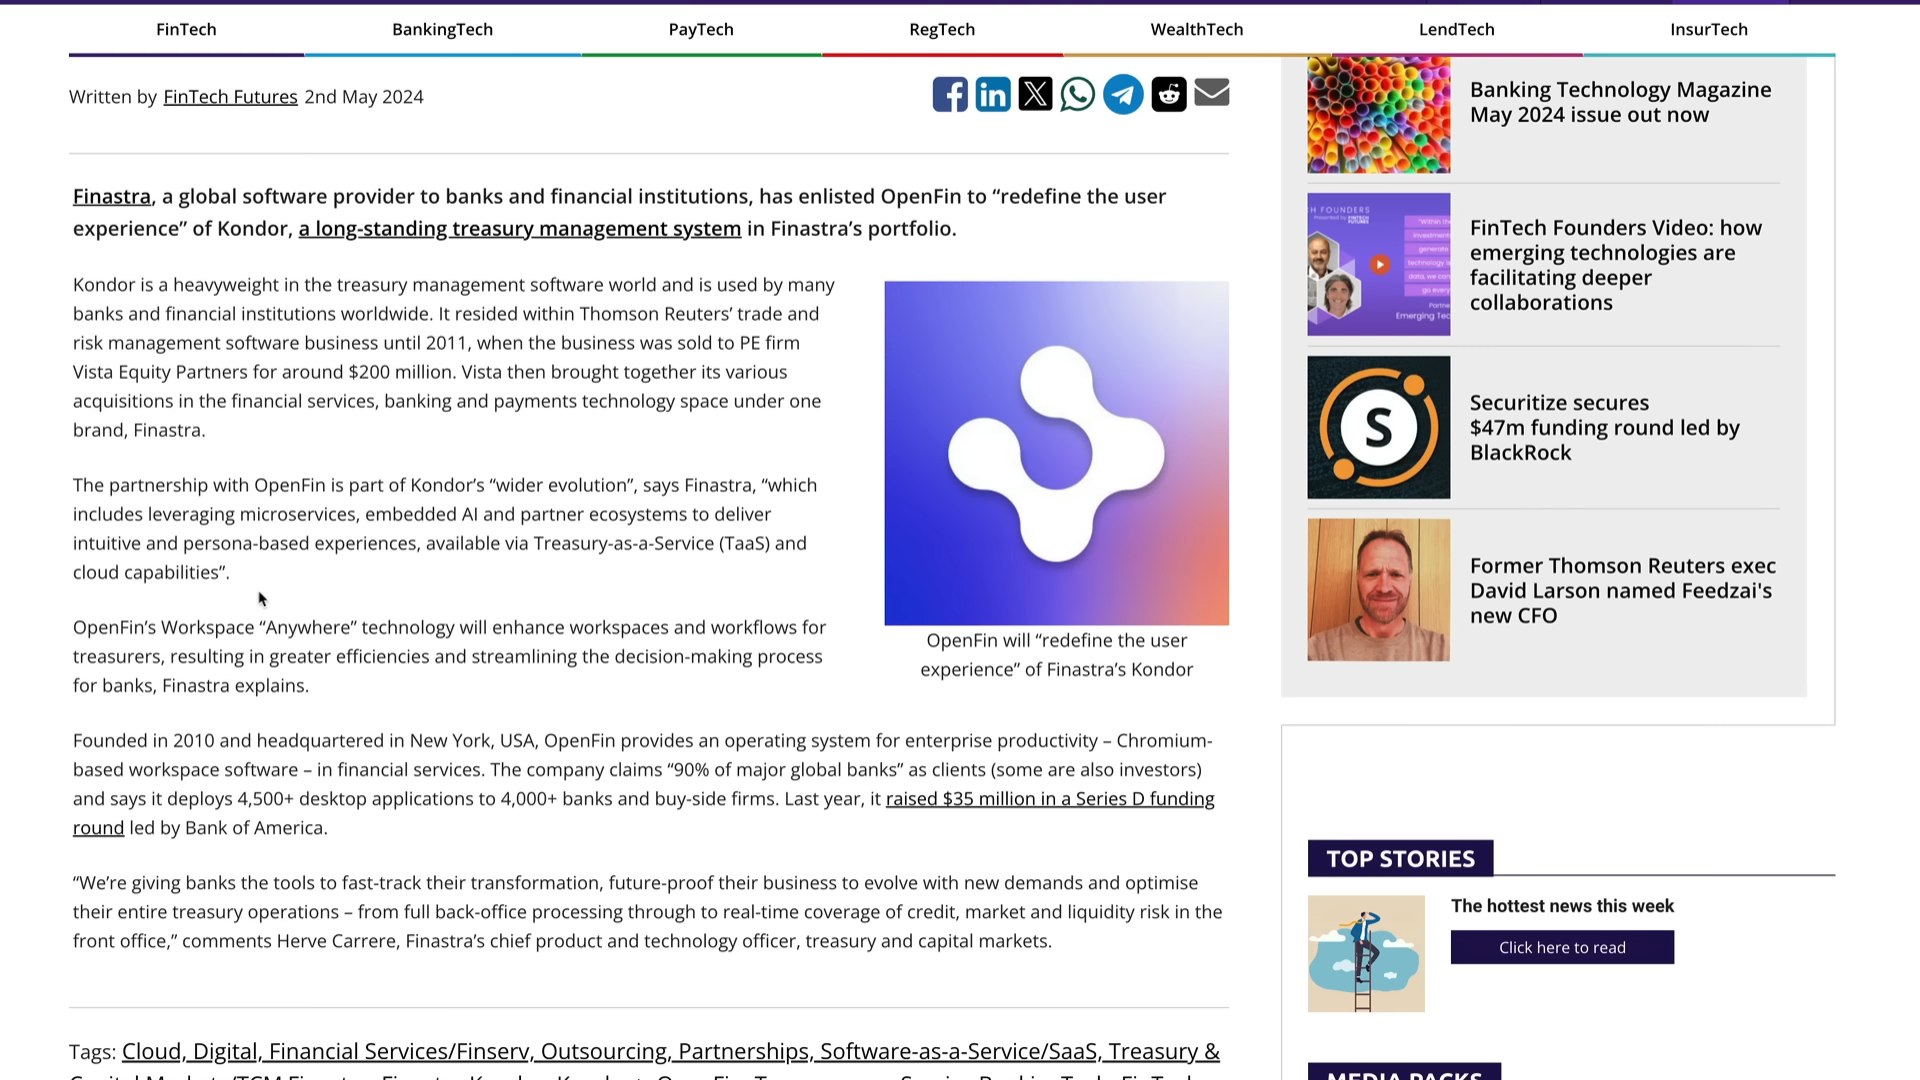 FinTech
BankingTech
PayTech
RegTech
WealthTech
LendTech
InsurTech
Written by FinTech Futures 2nd May 2024
Finastra, a global software provider to banks and financial institutions, has enlisted OpenFin to “redefine the user
experience” of Kondor, a long-standing treasury management system in Finastra’s portfolio.
Kondor is a heavyweight in the treasury management software world and is used by many
banks and financial institutions worldwide. It resided within Thomson Reuters’ trade and
risk management software business until 2011, when the business was sold to PE firm
Vista Equity Partners for around $200 million. Vista then brought together its various
acquisitions in the financial services, banking and payments technology space under one
brand, Finastra.
The partnership with OpenFin is part of Kondor’s “wider evolution”, says Finastra, “which
includes leveraging microservices, embedded AI and partner ecosystems to deliver
intuitive and persona-based experiences, available via Treasury-as-a-Service (TaaS) and
cloud capabilities”.
OpenFin’s Workspace “Anywhere” technology will enhance workspaces and workflows for
treasurers, resulting in greater efficiencies and streamlining the decision-making process
for banks, Finastra explains.
OpenFin will “redefine the user
experience” of Finastra’s Kondor
Founded in 2010 and headquartered in New York, USA, OpenFin provides an operating system for enterprise productivity – Chromium-
based workspace software – in financial services. The company claims “90% of major global banks” as clients (some are also investors)
and says it deploys 4,500+ desktop applications to 4,000+ banks and buy-side firms. Last year, it raised $35 million in a Series D funding
round led by Bank of America.
“We’re giving banks the tools to fast-track their transformation, future-proof their business to evolve with new demands and optimise
their entire treasury operations – from full back-office processing through to real-time coverage of credit, market and liquidity risk in the
front office,” comments Herve Carrere, Finastra’s chief product and technology officer, treasury and capital markets.
Tags: Cloud, Digital, Financial Services/Finserv, Outsourcing, Partnerships, Software-as-a-Service/SaaS, Treasury &
Banking Technology Magazine
May 2024 issue out now
H FOUNDERS
Emerging Tec
FinTech Founders Video: how
emerging technologies are
facilitating deeper
collaborations
S
Securitize secures
$47m funding round led by
BlackRock
Former Thomson Reuters exec
David Larson named Feedzai's
new CFO
TOP STORIES
The hottest news this week
Click here to read
MEDIA PACKS